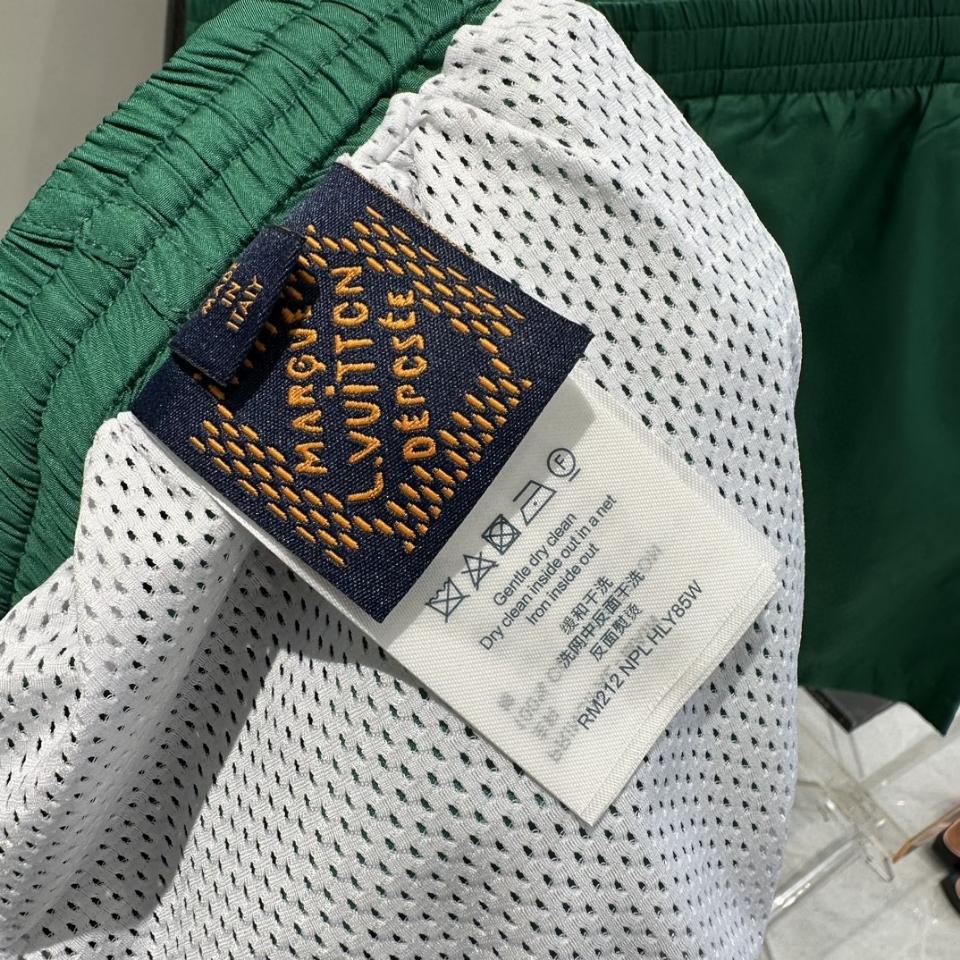 MADE
IN
ITALY
MARQUE
L.VUITTON
DÉPOSÉE
F
Gentle dry clean
Dry clean inside out in a net
Iron inside out
缓和干洗
洗网中反面干洗
反面熨烫
RM212 NPL HLY85W